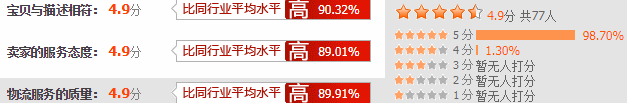 宝贝与描述相符：4.9分 比同行业平均水平 高 90.32%
卖家的服务态度：4.9分 比同行业平均水平 高 89.01%
物流服务的质量：4.9分 比同行业平均水平 高 89.91%
4.9分 共77人
5分 98.70%
4分 1.30%
3分 暂无人打分
2分 暂无人打分
1分 暂无人打分